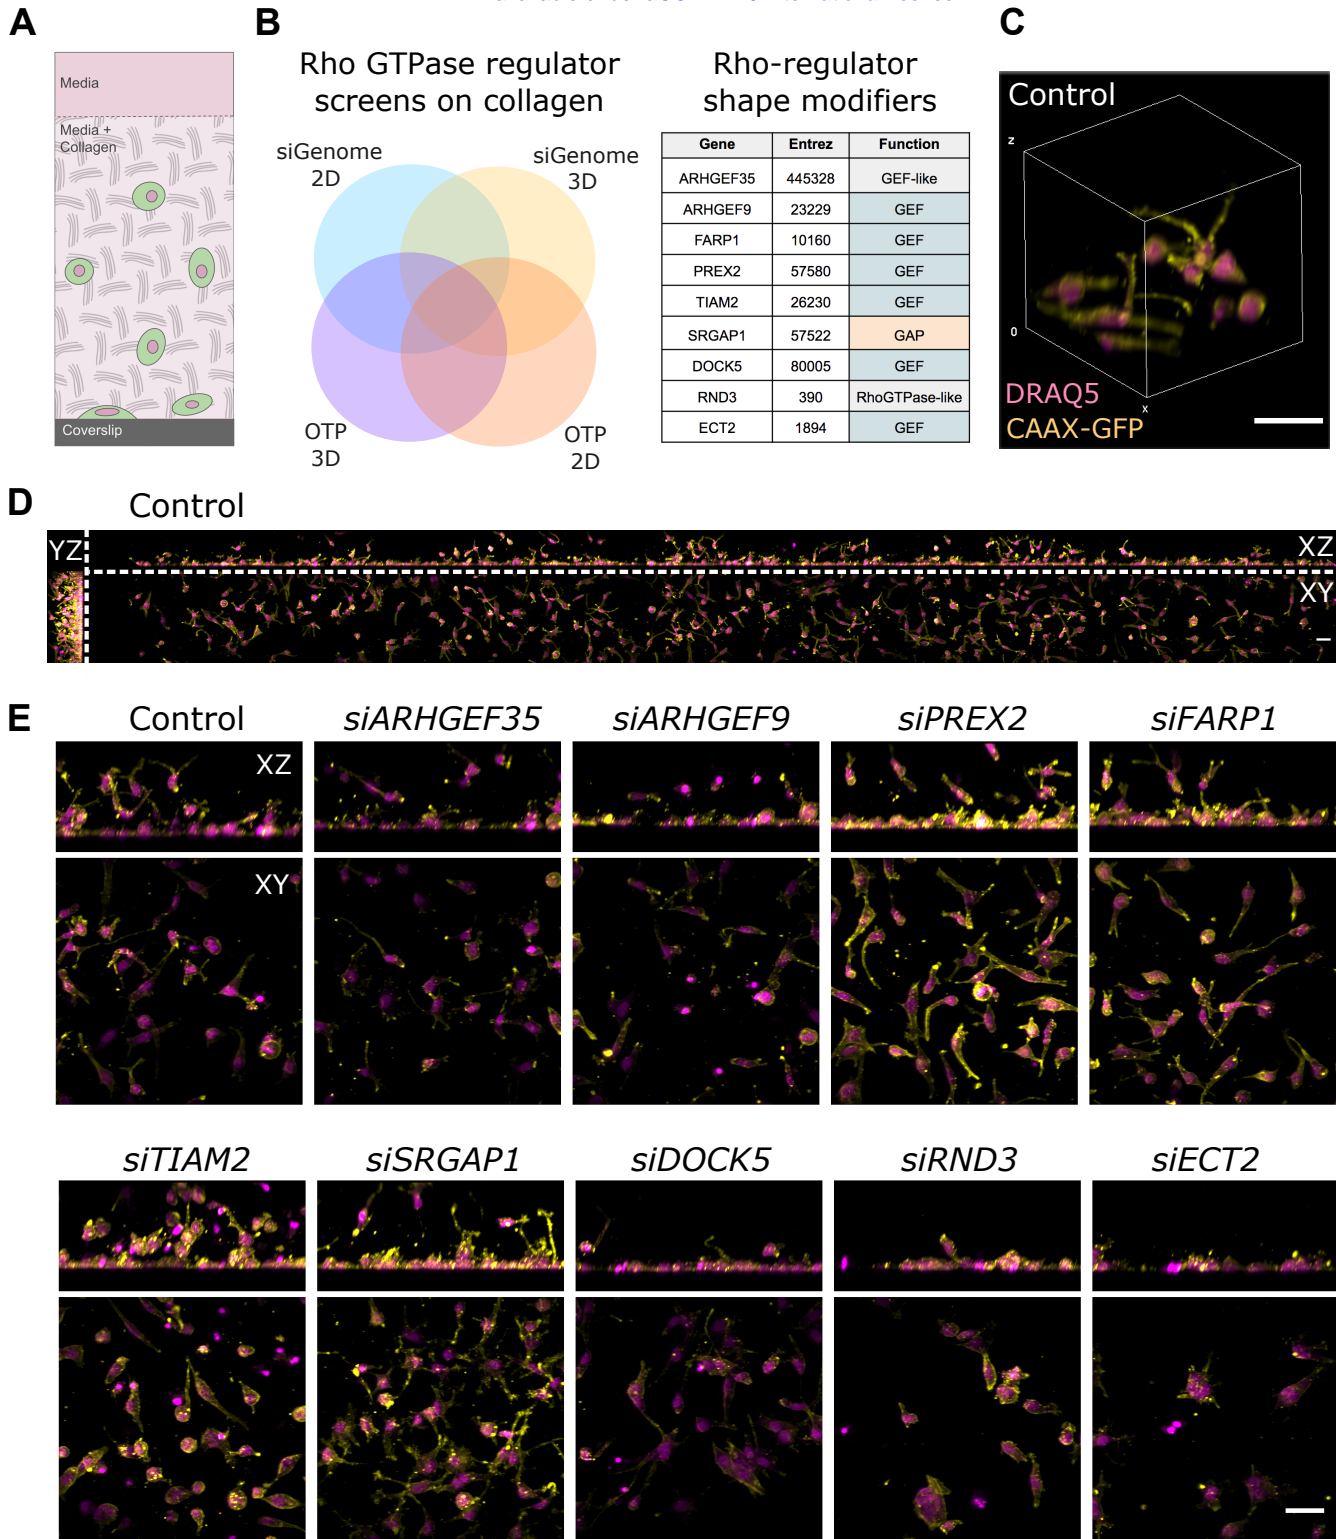 A
B
C
Media
Media +
Collagen
Coverslip
Rho GTPase regulator
screens on collagen
siGenome
2D
siGenome
3D
OTP
3D
OTP
2D
Rho-regulator
shape modifiers
Gene Entrez Function
ARHGEF35 445328 GEF-like
ARHGEF9 23229 GEF
FARP1 10160 GEF
PREX2 57580 GEF
TIAM2 26230 GEF
SRGAP1 57522 GAP
DOCK5 80005 GEF
RND3 390 RhoGTPase-like
ECT2 1894 GEF
Control
z
0
x
DRAQ5
CAAX-GFP
D
Control
YZ
XZ
XY
E
Control siARHGEF35 siARHGEF9 siPREX2 siFARP1
XZ
XY
siTIAM2 siSRGAP1 siDOCK5 siRND3 siECT2